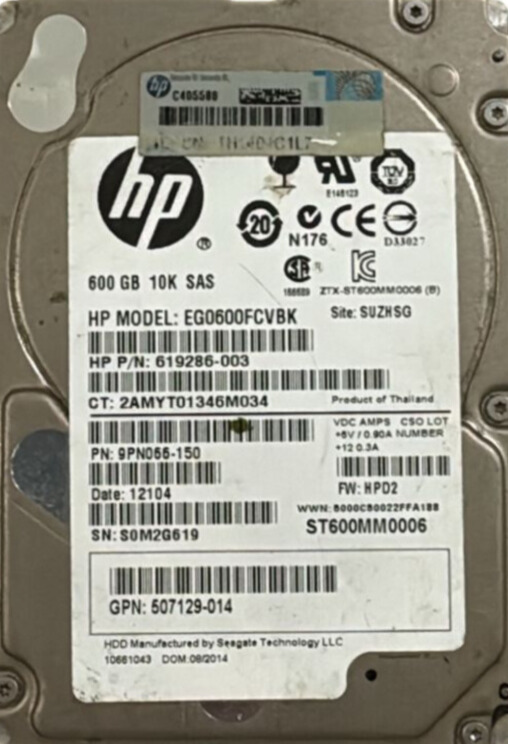 hp
C405580
hp
®
E148123
TÜV
20
N176
CE
D33027
ZTX-ST600MM0006 (B)
600 GB 10K SAS
HP MODEL: EG0600FCVBK
Site: SUZHSG
HP P/N: 619286-003
CT: 2AMYT01346M034
Product of Thailand
VDC AMPS CSO LOT
+5V / 0.90A NUMBER
+12 0.3A
PN: 9PN066-150
FW: HPD2
Date: 12104
WWN: 5000C50022FFA188
SN: S0M2G619
ST600MM0006
GPN: 507129-014
HDD Manufactured by Seagate Technology LLC
10661043 DOM:08/2014